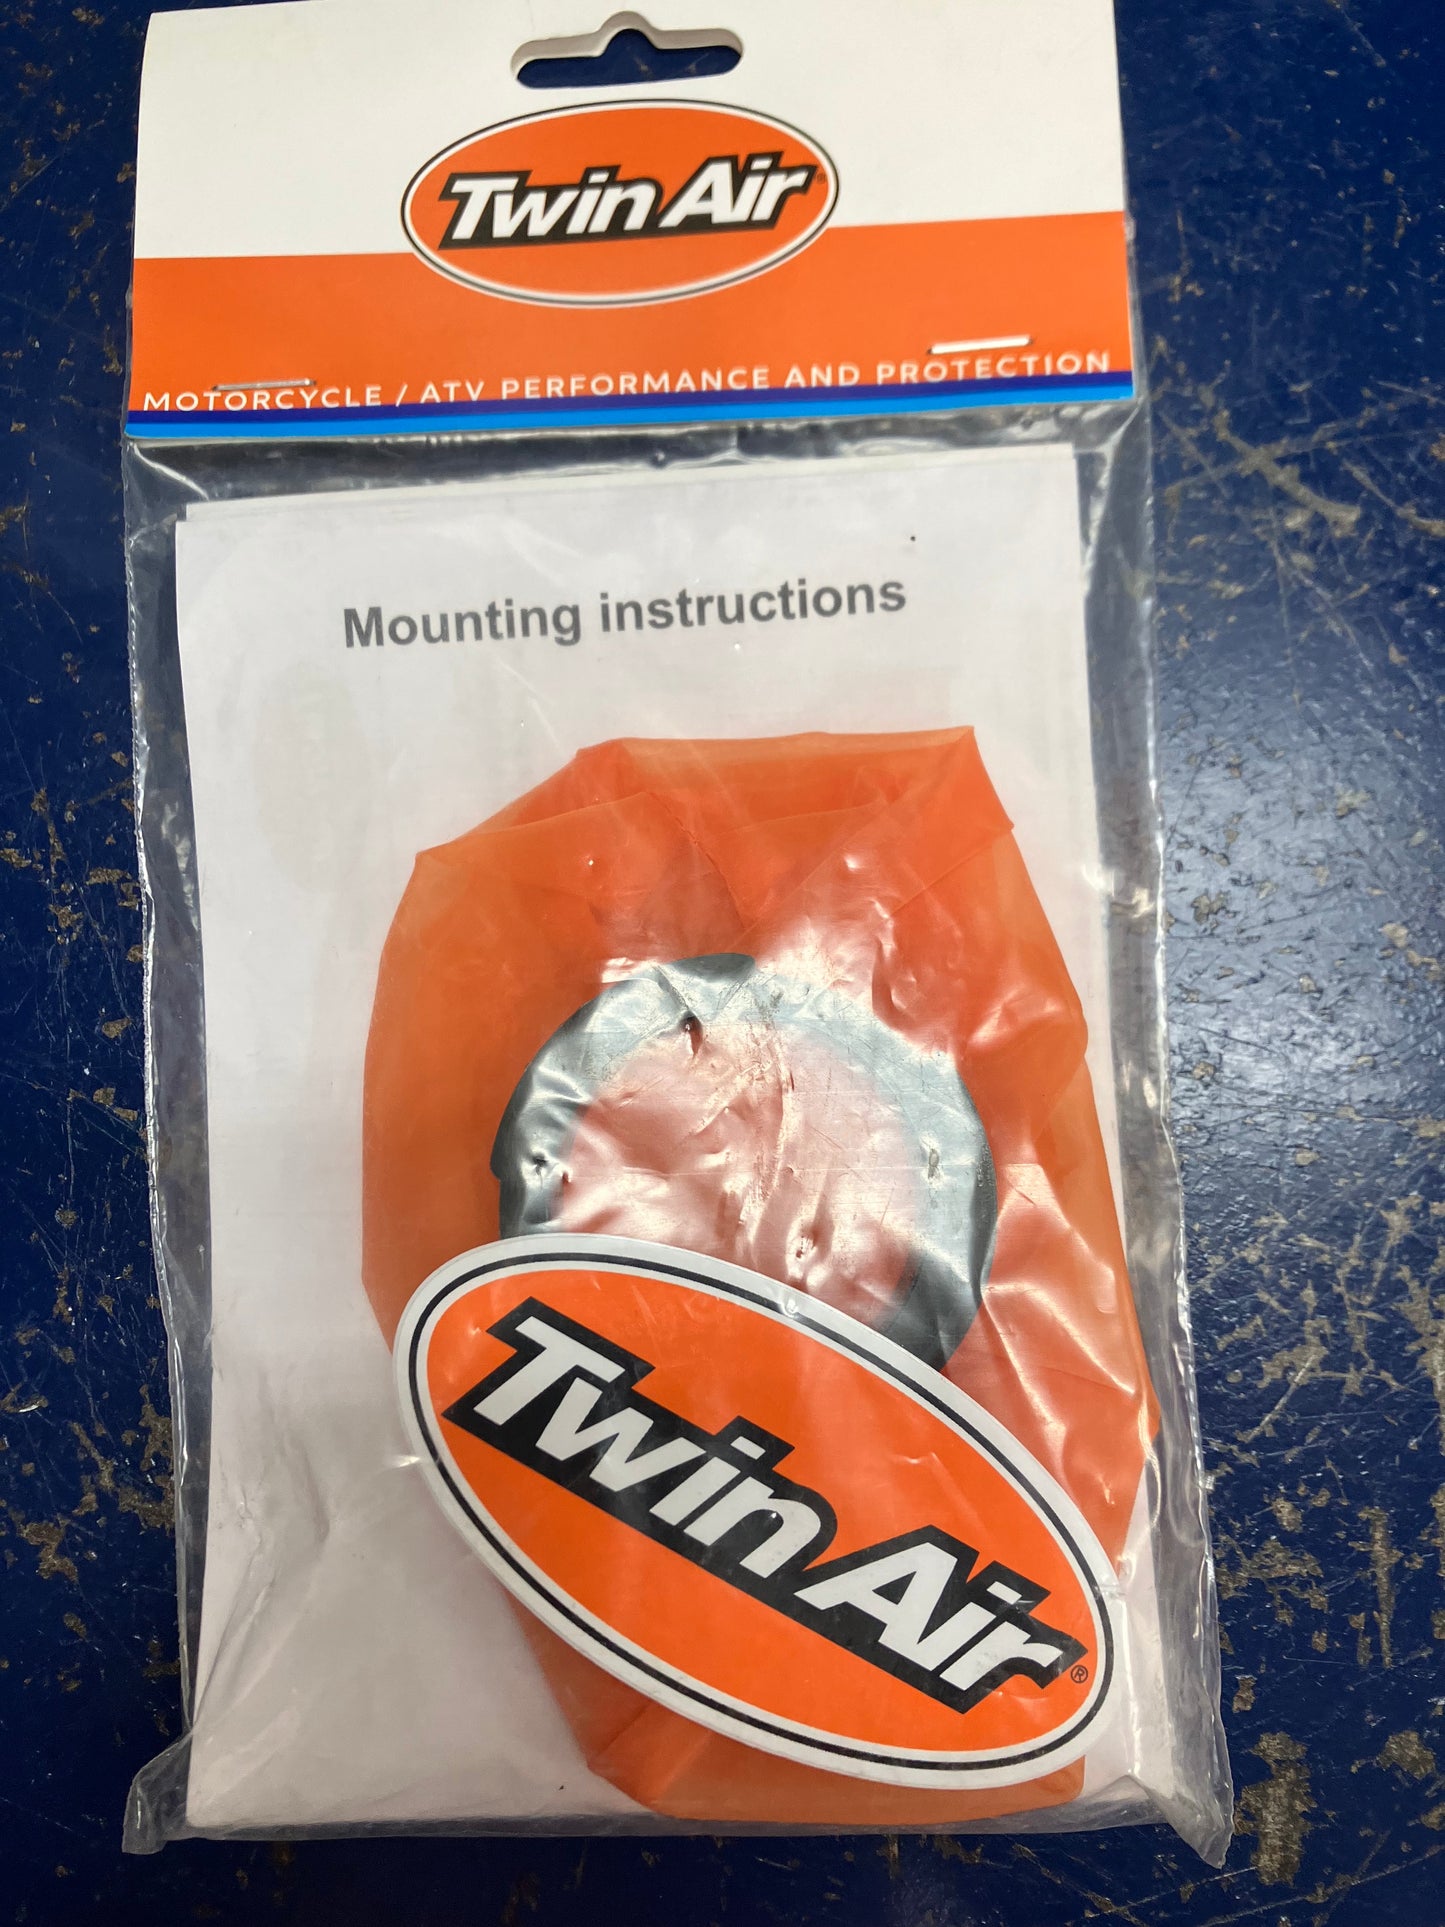 Twin Air®
MOTORCYCLE / ATV PERFORMANCE AND PROTECTION
Mounting instructions
Twin Air®